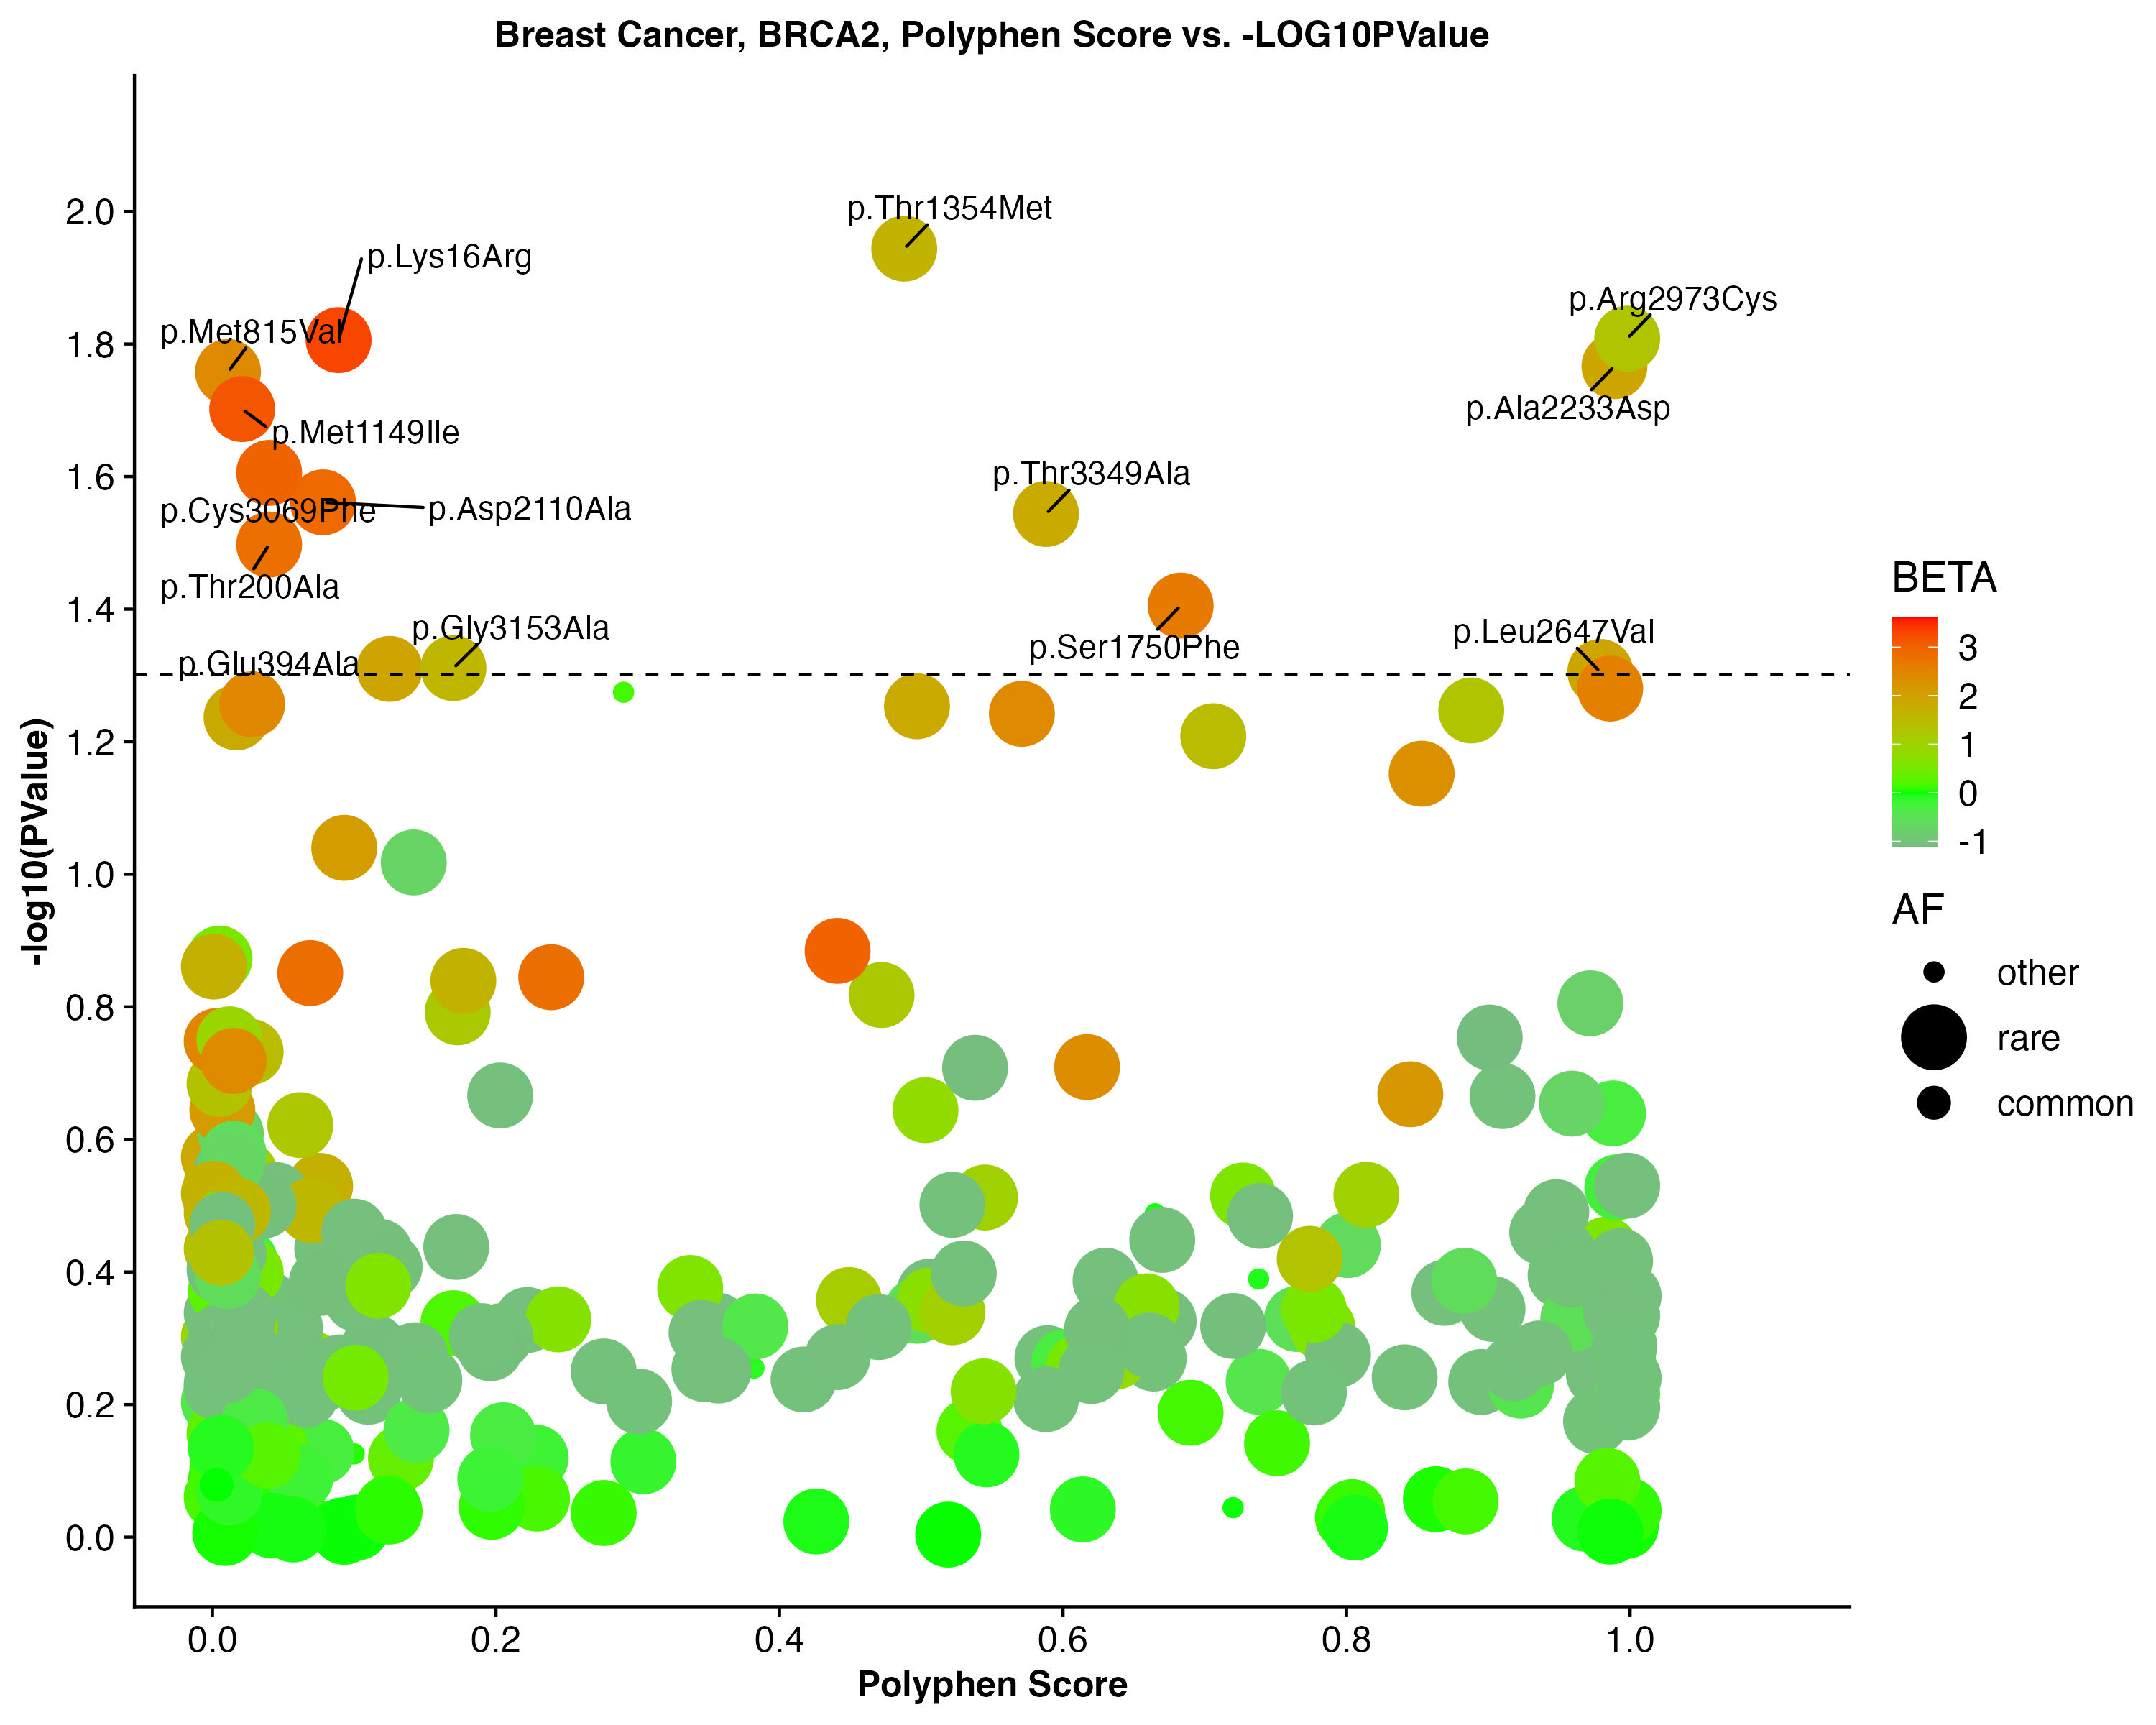 Breast Cancer, BRCA2, Polyphen Score vs. -LOG10PValue
p.Thr1354Met
p.Lys16Arg
p.Arg2973Cys
p.Met815Val
p.Ala2233Asp
p.Met1149Ile
p.Thr3349Ala
p.Cys3069Phe
p.Asp2110Ala
p.Thr200Ala
p.Gly3153Ala
p.Leu2647Val
p.Ser1750Phe
p.Glu394Ala
-log10(PValue)
2.0
1.8
1.6
1.4
1.2
1.0
0.8
0.6
0.4
0.2
0.0
0.0 0.2 0.4 0.6 0.8 1.0
Polyphen Score
BETA
3
2
1
0
-1
AF
other
rare
common